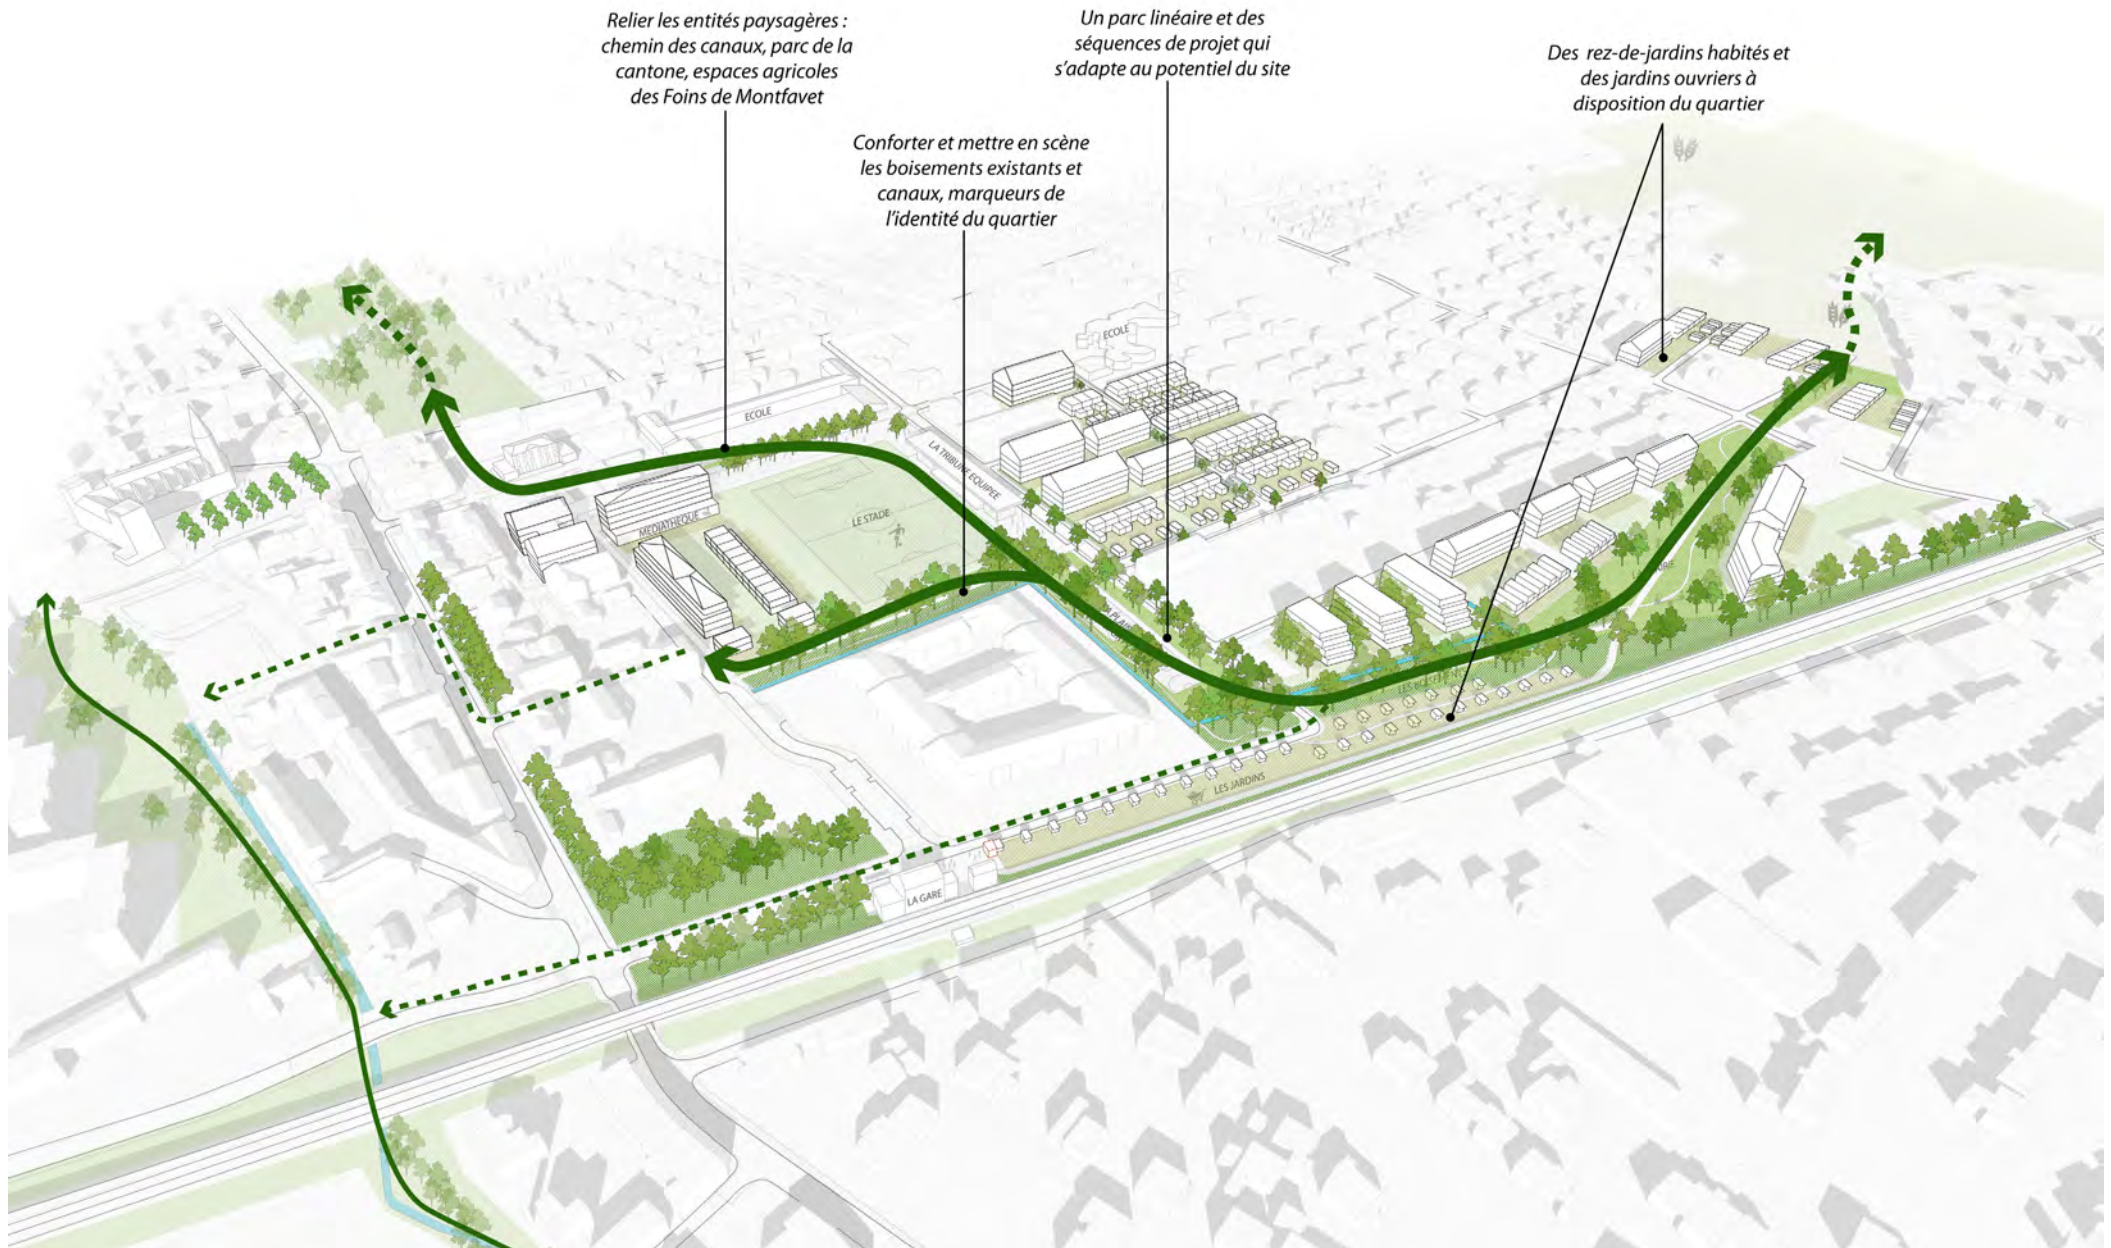 Relier les entités paysagères :
chemin des canaux, parc de la
cantone, espaces agricoles
des Foins de Montfavet
Un parc linéaire et des
séquences de projet qui
s'adapte au potentiel du site
Des rez-de-jardins habités et
des jardins ouvriers à
disposition du quartier
Conforter et mettre en scène
les boisements existants et
canaux, marqueurs de
l'identité du quartier
ECOLE
ECOLE
LA TRIBUNE EQUIPEE
MEDIATHEQUE
LE STADE
LES JARDINS
LA GARE